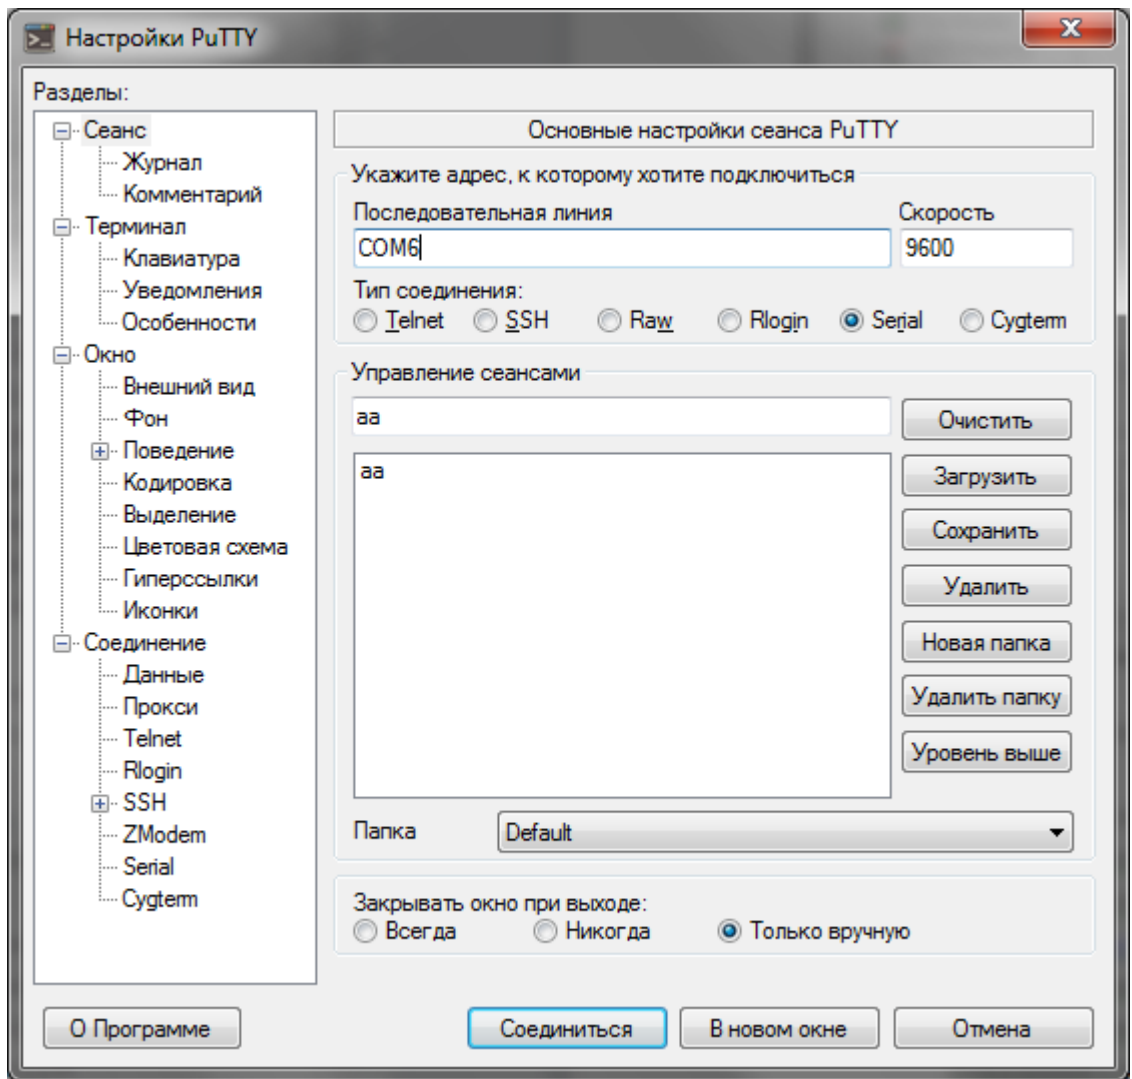 Настройки PuTTY
Разделы:
Сеанс
Журнал
Комментарий
Терминал
Клавиатура
Уведомления
Особенности
Окно
Внешний вид
Фон
Поведение
Кодировка
Выделение
Цветовая схема
Гиперссылки
Иконки
Соединение
Данные
Прокси
Telnet
Rlogin
SSH
ZModem
Serial
Cygterm
Основные настройки сеанса PuTTY
Укажите адрес, к которому хотите подключиться
Последовательная линия Скорость
COM6 9600
Тип соединения:
Telnet SSH Raw Rlogin Serial Cygterm
Управление сеансами
aa Очистить
aa
Загрузить
Сохранить
Удалить
Новая папка
Удалить папку
Уровень выше
Папка Default
Закрывать окно при выходе:
Всегда Никогда Только вручную
О Программе Соединиться В новом окне Отмена